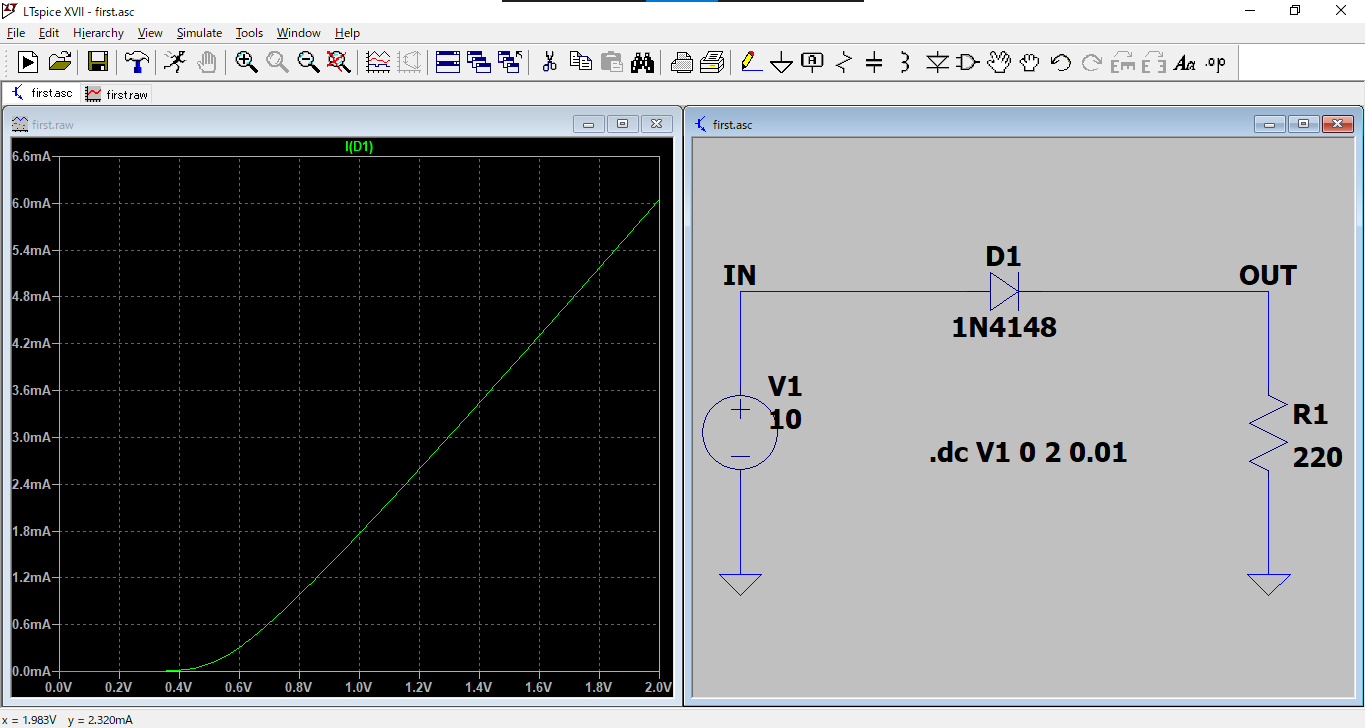 LTspice XVII - first.asc
File Edit Hierarchy View Simulate Tools Window Help
A Aa .op
first.asc first.raw
first.raw
I(D1)
6.6mA
6.0mA
5.4mA
4.8mA
4.2mA
3.6mA
3.0mA
2.4mA
1.8mA
1.2mA
0.6mA
0.0mA
0.0V 0.2V 0.4V 0.6V 0.8V 1.0V 1.2V 1.4V 1.6V 1.8V 2.0V
first.asc
D1
IN OUT
1N4148
V1
10
R1
.dc V1 0 2 0.01
220
x = 1.983V y = 2.320mA